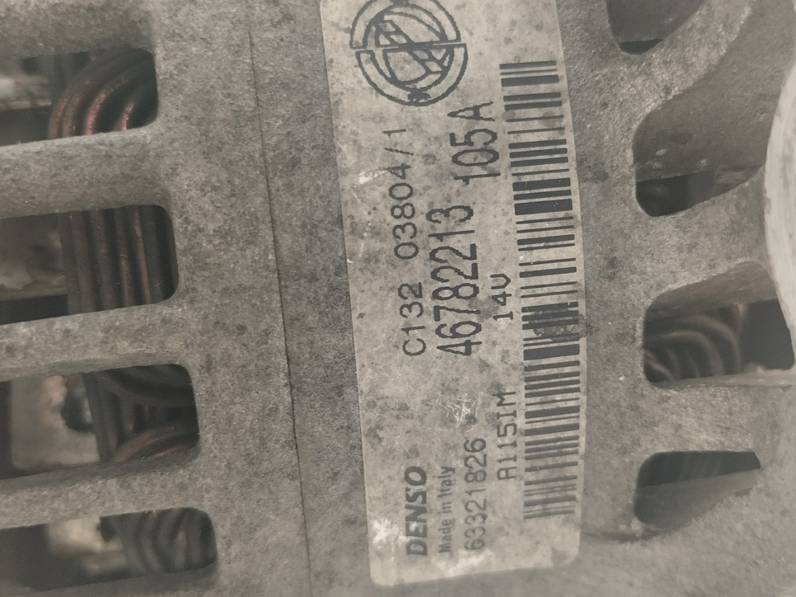 C132 03804/1
46782213 105A
DENSO
Made in Italy
63321826 14V
A115IM